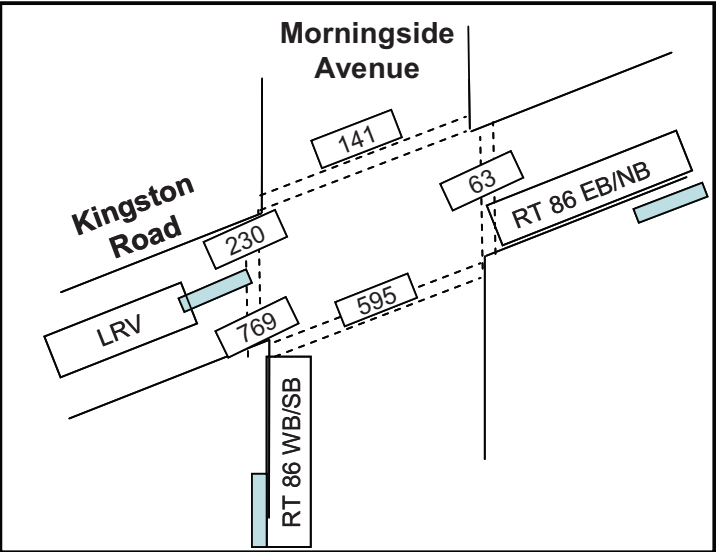 Morningside
Avenue
141
63
RT 86 EB/NB
Kingston
Road
230
595
LRV
769
RT 86 WB/SB